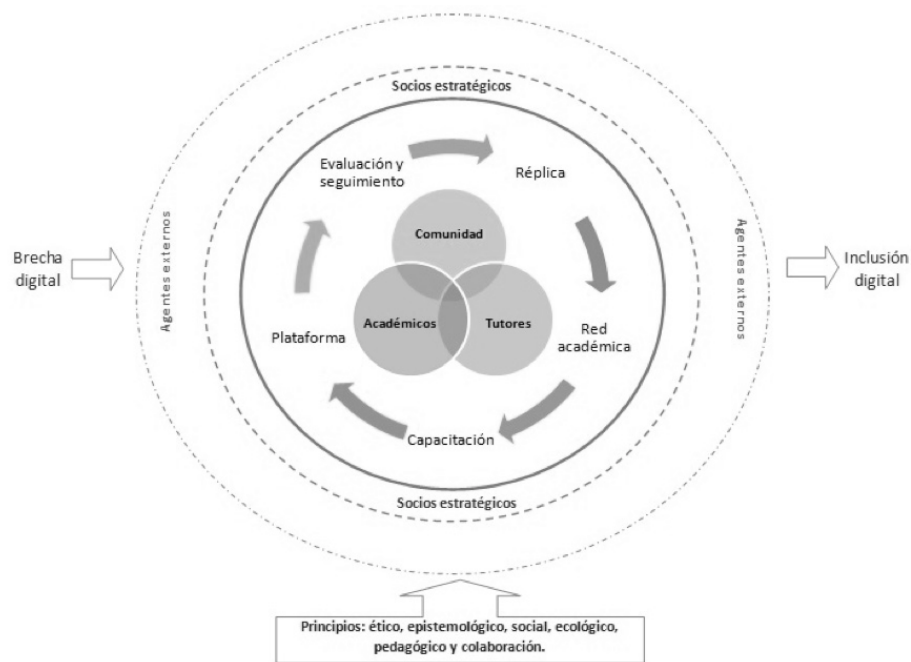 Socios estratégicos
Evaluación y
seguimiento
Réplica
Comunidad
Agentes externos
Agentes externos
Brecha
digital
Inclusión
digital
Académicos
Tutores
Plataforma
Red
académica
Capacitación
Socios estratégicos
Principios: ético, epistemológico, social, ecológico,
pedagógico y colaboración.